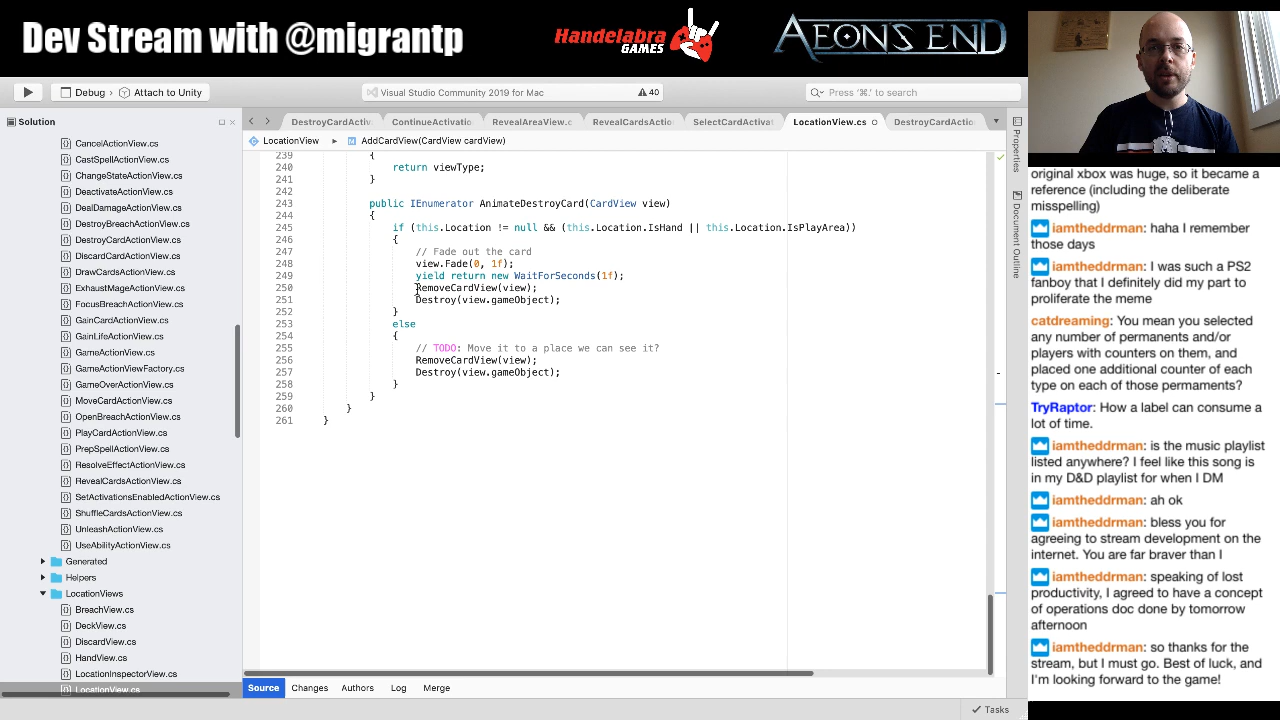 Dev Stream with @migrantp
Handelabra
GAMES
AEON'S END
Debug › Attach to Unity
Visual Studio Community 2019 for Mac
40
Press '⌘.' to search
Solution
DestroyCardActiv
ContinueActivatio
RevealAreaView.c
RevealCardsActio
SelectCardActivat
LocationView.cs
DestroyCardActio
LocationView
AddCardView(CardView cardView)
CancelActionView.cs
CastSpellActionView.cs
ChangeStateActionView.cs
DeactivateActionView.cs
DealDamageActionView.cs
DestroyBreachActionView.cs
DestroyCardActionView.cs
DiscardCardActionView.cs
DrawCardsActionView.cs
ExhaustMageActionView.cs
FocusBreachActionView.cs
GainCardActionView.cs
GainLifeActionView.cs
GameActionView.cs
GameActionViewFactory.cs
GameOverActionView.cs
MoveCardActionView.cs
OpenBreachActionView.cs
PlayCardActionView.cs
PrepSpellActionView.cs
ResolveEffectActionView.cs
RevealCardsActionView.cs
SetActivationsEnabledActionView.cs
ShuffleCardsActionView.cs
UnleashActionView.cs
UseAbilityActionView.cs
Generated
Helpers
LocationViews
BreachView.cs
DeckView.cs
DiscardView.cs
HandView.cs
LocationInspectorView.cs
LocationView.cs
239 {
240 return viewType;
241 }
242
243 public IEnumerator AnimateDestroyCard(CardView view)
244 {
245 if (this.Location != null && (this.Location.IsHand || this.Location.IsPlayArea))
246 {
247 // Fade out the card
248 view.Fade(0, 1f);
249 yield return new WaitForSeconds(1f);
250 RemoveCardView(view);
251 Destroy(view.gameObject);
252 }
253 else
254 {
255 // TODO: Move it to a place we can see it?
256 RemoveCardView(view);
257 Destroy(view.gameObject);
258 }
259 }
260 }
261 }
Source
Changes
Authors
Log
Merge
Tasks
Properties
Document Outline
original xbox was huge, so it became a
reference (including the deliberate
misspelling)
iamtheddrman: haha I remember
those days
iamtheddrman: I was such a PS2
fanboy that I definitely did my part to
proliferate the meme
catdreaming: You mean you selected
any number of permanents and/or
players with counters on them, and
placed one additional counter of each
type on each of those permaments?
TryRaptor: How a label can consume a
lot of time.
iamtheddrman: is the music playlist
listed anywhere? I feel like this song is
in my D&D playlist for when I DM
iamtheddrman: ah ok
iamtheddrman: bless you for
agreeing to stream development on the
internet. You are far braver than I
iamtheddrman: speaking of lost
productivity, I agreed to have a concept
of operations doc done by tomorrow
afternoon
iamtheddrman: so thanks for the
stream, but I must go. Best of luck, and
I'm looking forward to the game!